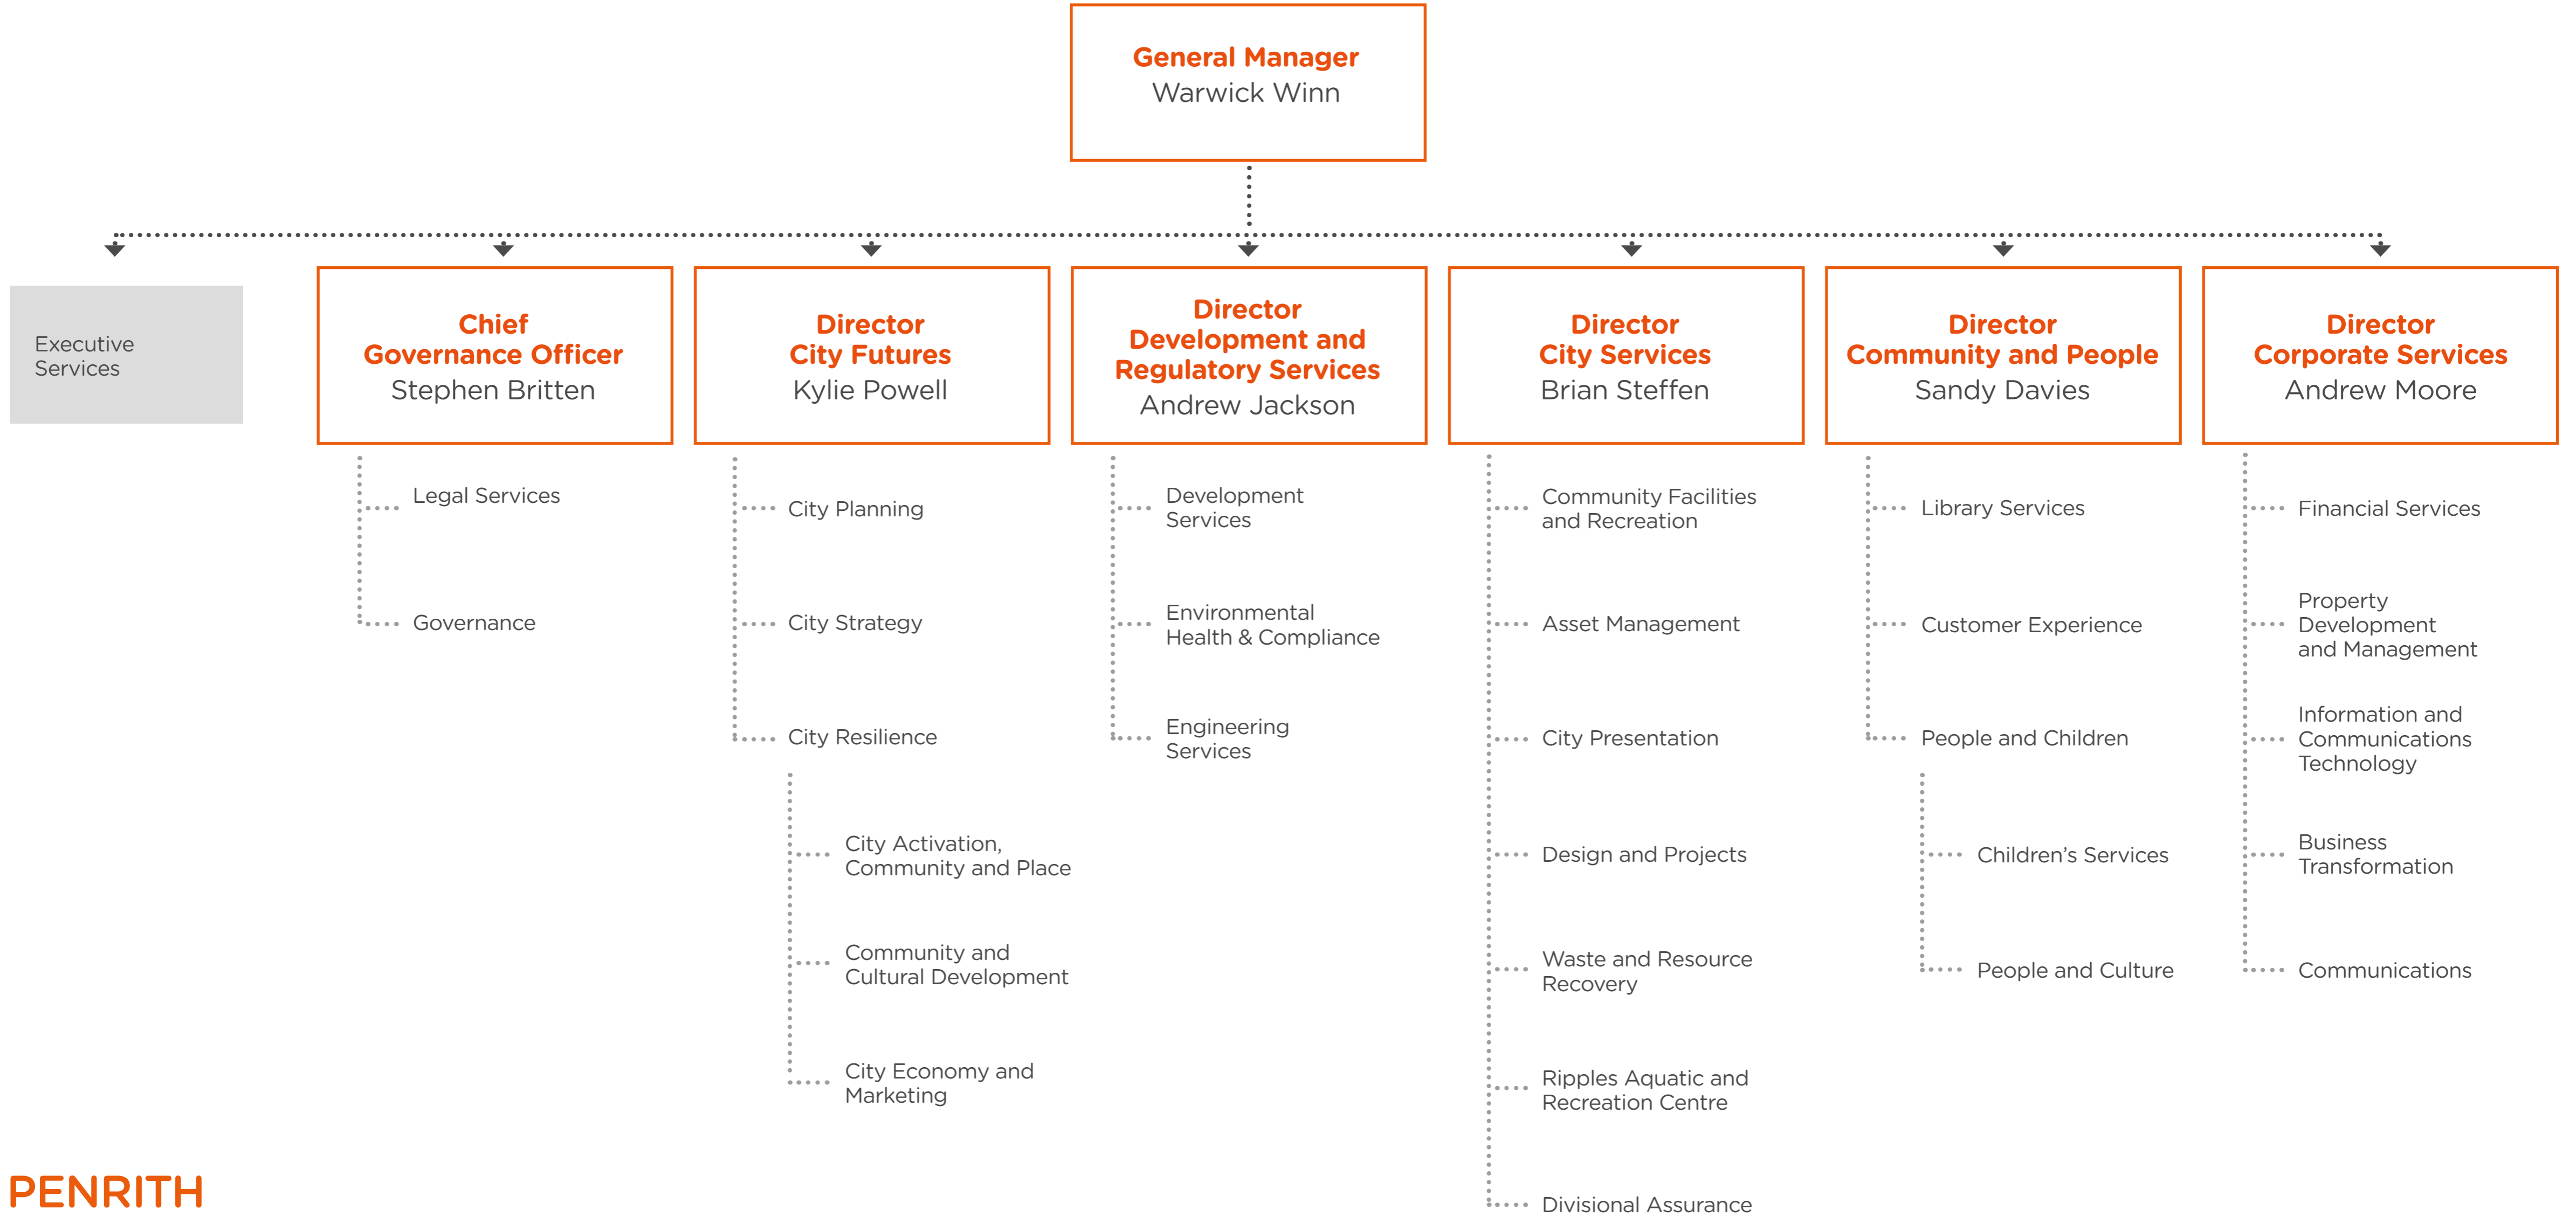 General Manager
Warwick Winn
Executive
Services
Chief
Governance Officer
Stephen Britten
Legal Services
Governance
Director
City Futures
Kylie Powell
City Planning
City Strategy
City Resilience
City Activation,
Community and Place
Community and
Cultural Development
City Economy and
Marketing
Director
Development and
Regulatory Services
Andrew Jackson
Development
Services
Environmental
Health & Compliance
Engineering
Services
Director
City Services
Brian Steffen
Community Facilities
and Recreation
Asset Management
City Presentation
Design and Projects
Waste and Resource
Recovery
Ripples Aquatic and
Recreation Centre
Divisional Assurance
Director
Community and People
Sandy Davies
Library Services
Customer Experience
People and Children
Children’s Services
People and Culture
Director
Corporate Services
Andrew Moore
Financial Services
Property
Development
and Management
Information and
Communications
Technology
Business
Transformation
Communications
PENRITH